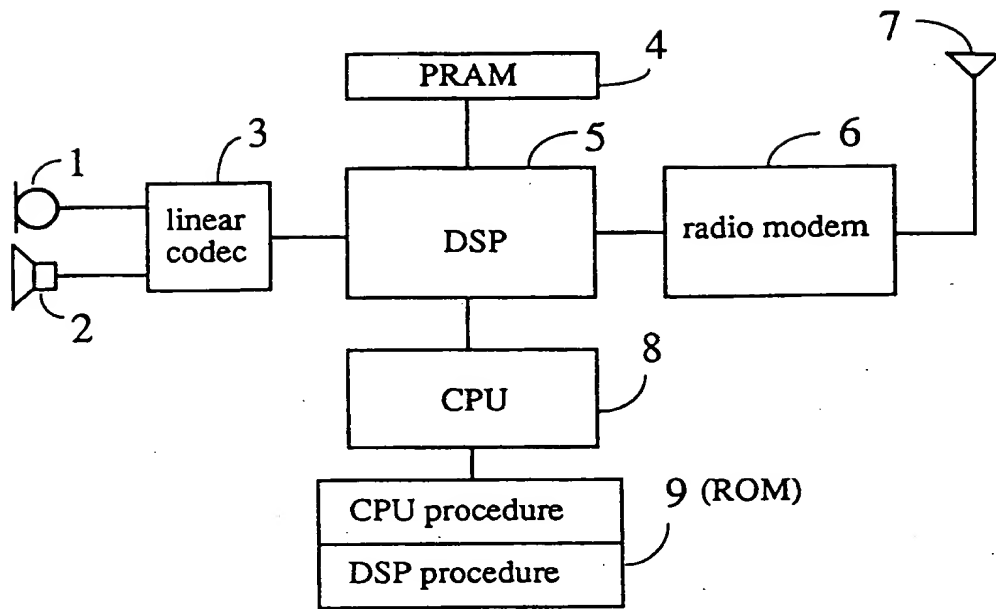 7
PRAM
4
3
5
6
1
linear
codec
DSP
radio modem
2
8
CPU
CPU procedure
9 (ROM)
DSP procedure